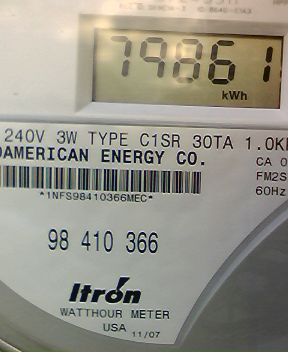 79861
kWh
240V 3W TYPE C1SR 30TA 1.0K
AMERICAN ENERGY CO.
CA 0
FM2S
*1NFS98410366MEC*
60Hz
98 410 366
Itron
WATTHOUR METER
USA 11/07